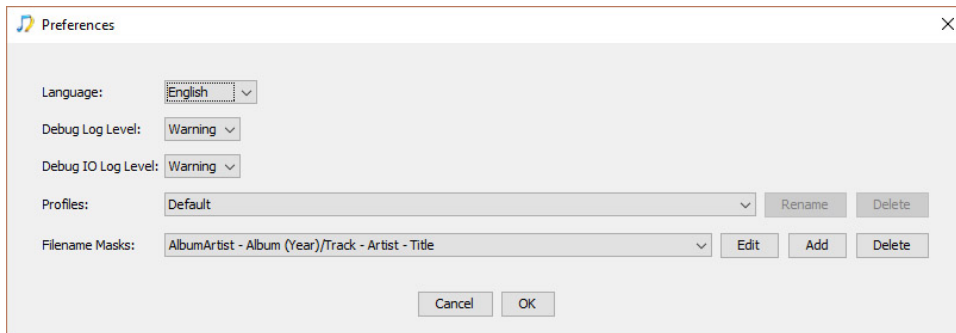 Preferences
Language: English
Debug Log Level: Warning
Debug IO Log Level: Warning
Profiles: Default Rename Delete
Filename Masks: AlbumArtist - Album (Year)/Track - Artist - Title Edit Add Delete
Cancel OK